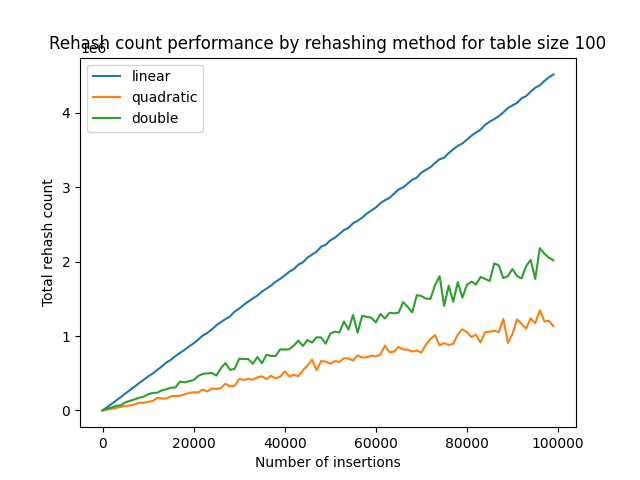 Rehash count performance by rehashing method for table size 100
1e6
linear
quadratic
double
4
3
2
1
0
Total rehash count
0
20000
40000
60000
80000
100000
Number of insertions